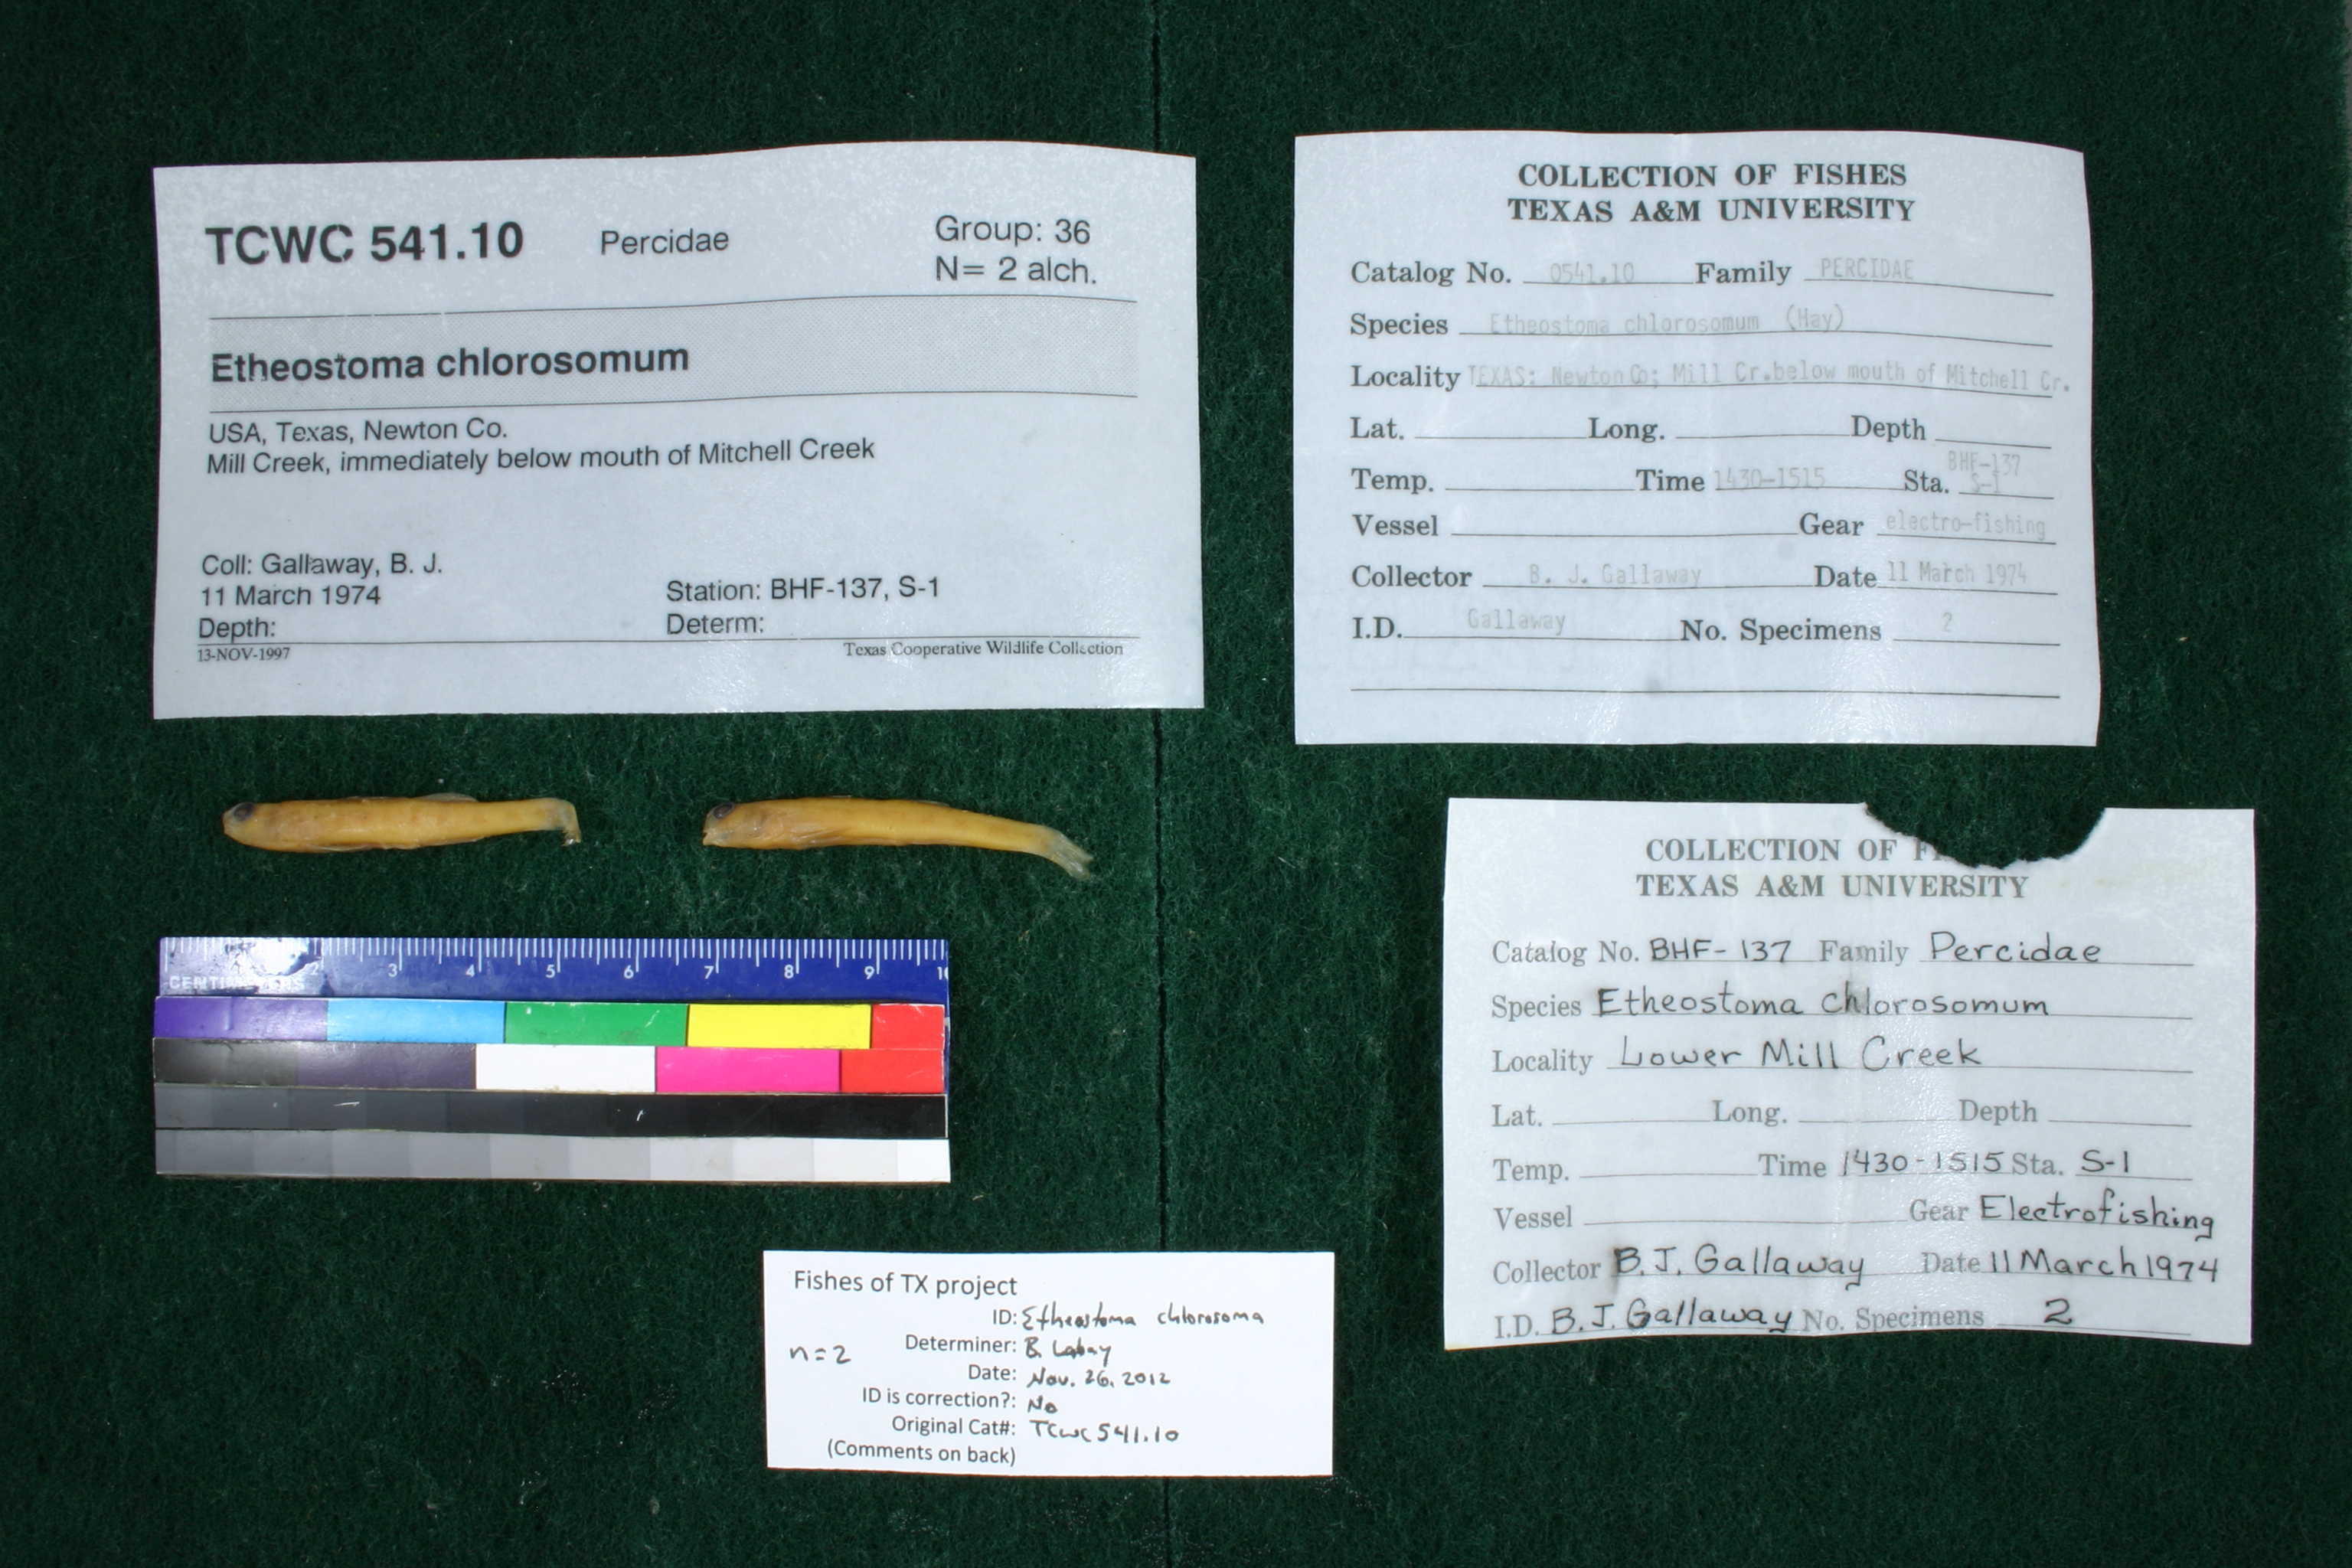 TCWC 541.10 Percidae Group: 36
N= 2 alch.
Etheostoma chlorosomum
USA, Texas, Newton Co.
Mill Creek, immediately below mouth of Mitchell Creek
Coll: Gallaway, B. J.
11 March 1974 Station: BHF-137, S-1
Depth: Determ:
13-NOV-1997 Texas Cooperative Wildlife Collection
COLLECTION OF FISHES
TEXAS A&M UNIVERSITY
Catalog No. 0541.10 Family PERCIDAE
Species Etheostoma chlorosomum (Hay)
Locality TEXAS: Newton Co; Mill Cr.below mouth of Mitchell Cr.
Lat. Long. Depth
Temp. Time 1430-1515 Sta. BHF-137 S-1
Vessel Gear electro-fishing
Collector B. J. Gallaway Date 11 March 1974
I.D. Gallaway No. Specimens 2
2 3 4 5 6 7 8 9 10
CENTIMETERS
COLLECTION OF
TEXAS A&M UNIVERSITY
Catalog No. BHF-137 Family Percidae
Species Etheostoma chlorosomum
Locality Lower Mill Creek
Lat. Long. Depth
Temp. Time 1430-1515 Sta. S-1
Vessel Gear Electrofishing
Collector B.J. Gallaway Date 11 March 1974
I.D. B.J. Gallaway No. Specimens 2
Fishes of TX project
ID: Etheostoma chlorosoma
n=2 Determiner: B. Labay
Date: Nov. 26, 2012
ID is correction?: No
Original Cat#: TCWC 541.10
(Comments on back)